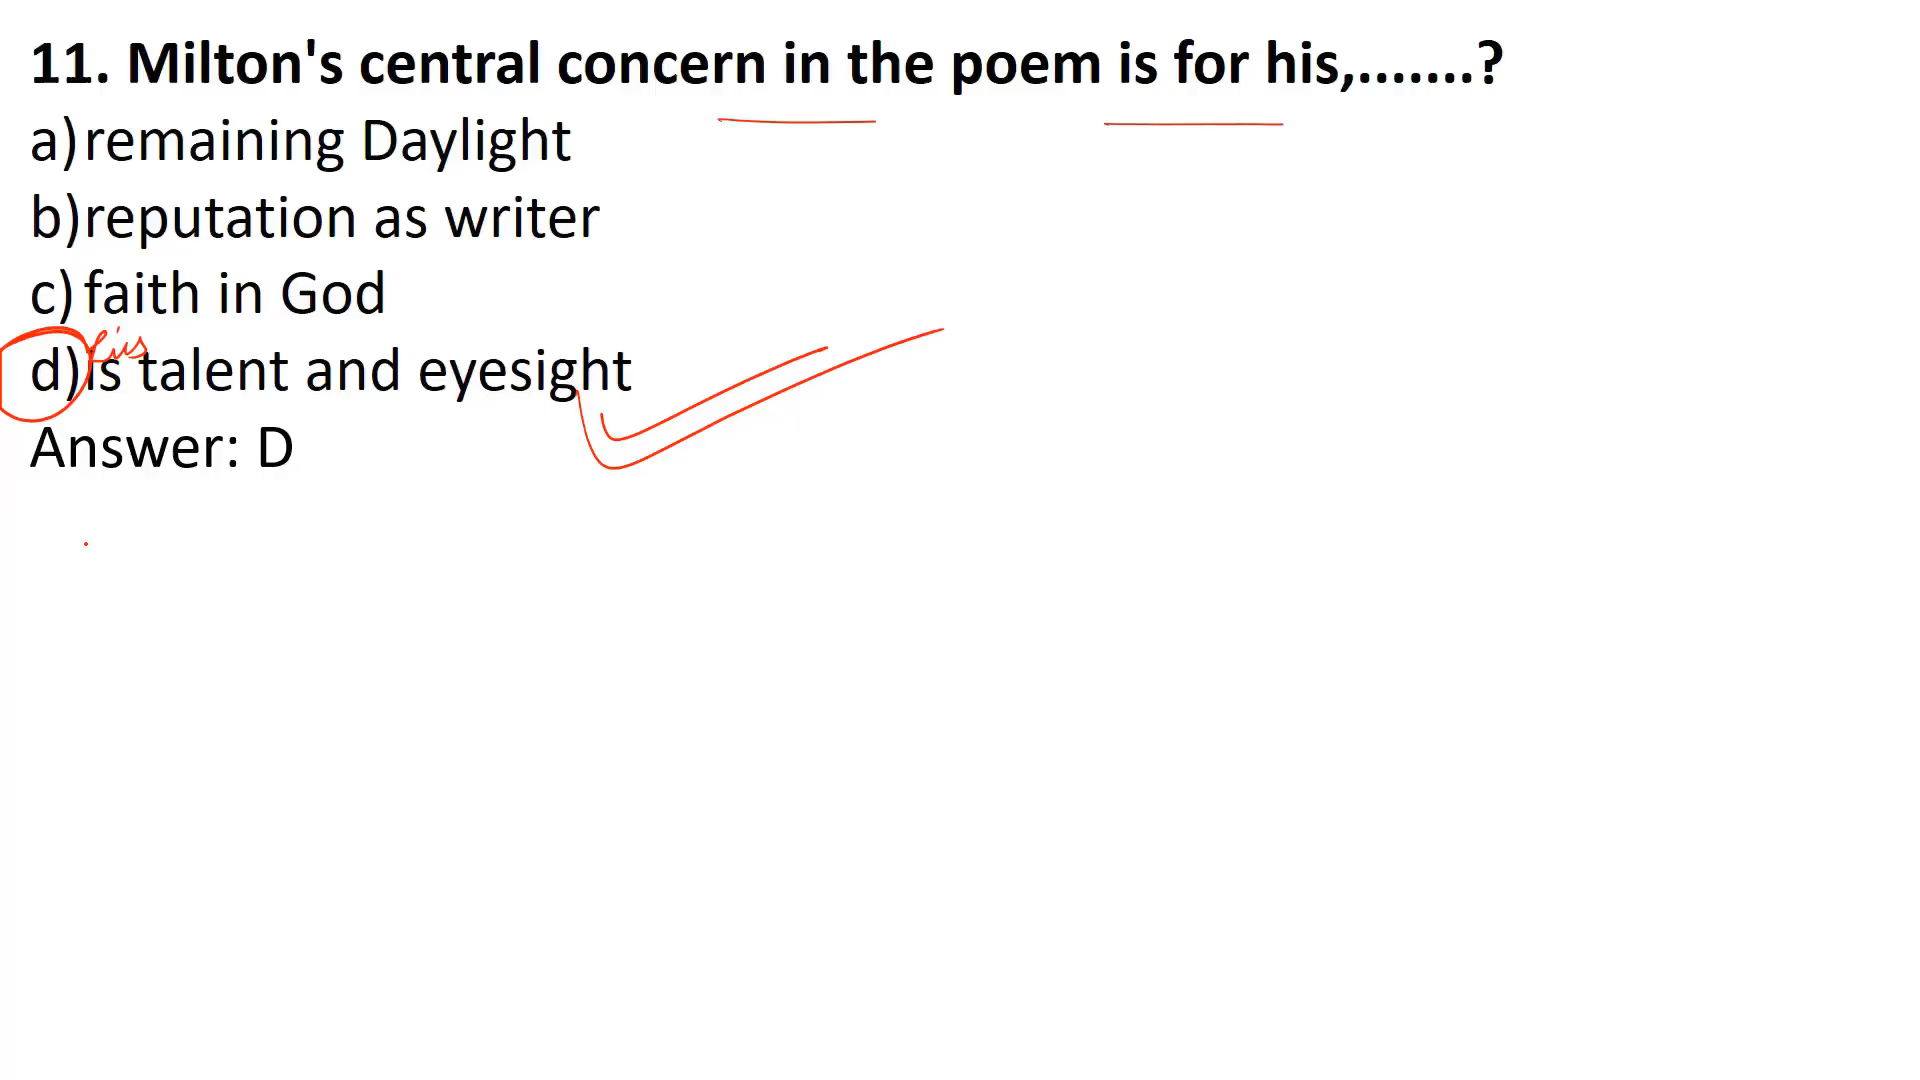 11. Milton's central concern in the poem is for his,.......?
a) remaining Daylight
b) reputation as writer
c) faith in God
his
d) is talent and eyesight
Answer: D